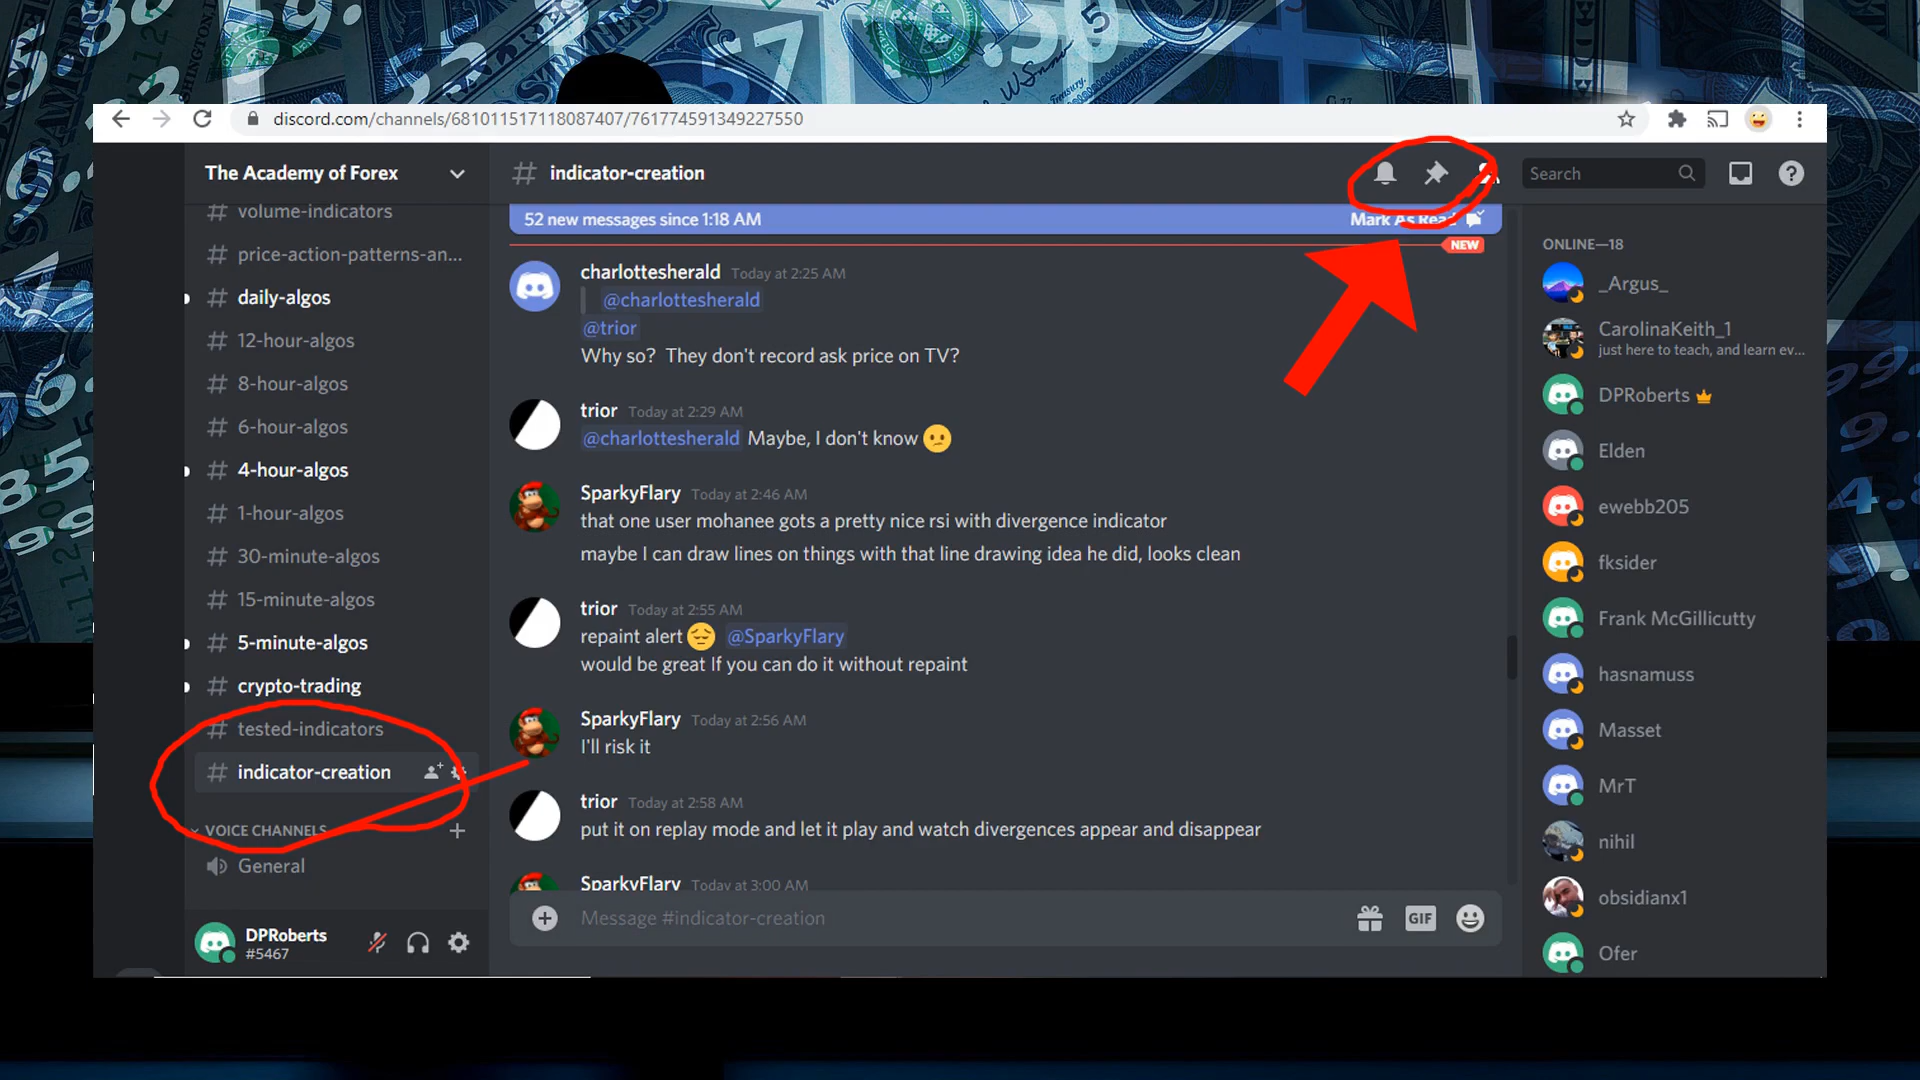 discord.com/channels/681011517118087407/761774591349227550
The Academy of Forex
# indicator-creation
Search
volume-indicators
52 new messages since 1:18 AM
Mark As Read
NEW
# price-action-patterns-an...
# daily-algos
# 12-hour-algos
# 8-hour-algos
# 6-hour-algos
# 4-hour-algos
# 1-hour-algos
# 30-minute-algos
# 15-minute-algos
# 5-minute-algos
# crypto-trading
# tested-indicators
# indicator-creation
VOICE CHANNELS
General
DPRoberts
#5467
charlottesherald Today at 2:25 AM
@charlottesherald
@trior
Why so? They don't record ask price on TV?
trior Today at 2:29 AM
@charlottesherald Maybe, I don't know 😕
SparkyFlary Today at 2:46 AM
that one user mohanee gots a pretty nice rsi with divergence indicator
maybe I can draw lines on things with that line drawing idea he did, looks clean
trior Today at 2:55 AM
repaint alert 😔 @SparkyFlary
would be great If you can do it without repaint
SparkyFlary Today at 2:56 AM
I'll risk it
trior Today at 2:58 AM
put it on replay mode and let it play and watch divergences appear and disappear
SparkyFlary Today at 3:00 AM
Message #indicator-creation
GIF
ONLINE—18
_Argus_
CarolinaKeith_1
just here to teach, and learn ev...
DPRoberts
Elden
ewebb205
fksider
Frank McGillicutty
hasnamuss
Masset
MrT
nihil
obsidianx1
Ofer